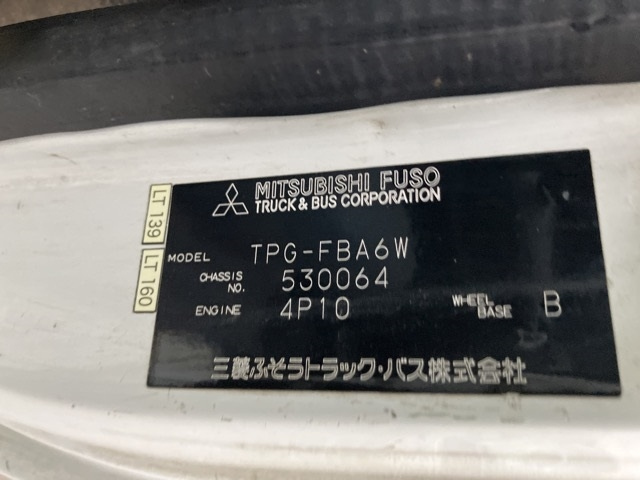 MITSUBISHI FUSO
TRUCK & BUS CORPORATION
LT 139
LT 160
MODEL TPG-FBA6W
CHASSIS NO. 530064
ENGINE 4P10 WHEEL BASE B
三菱ふそうトラック・バス株式会社